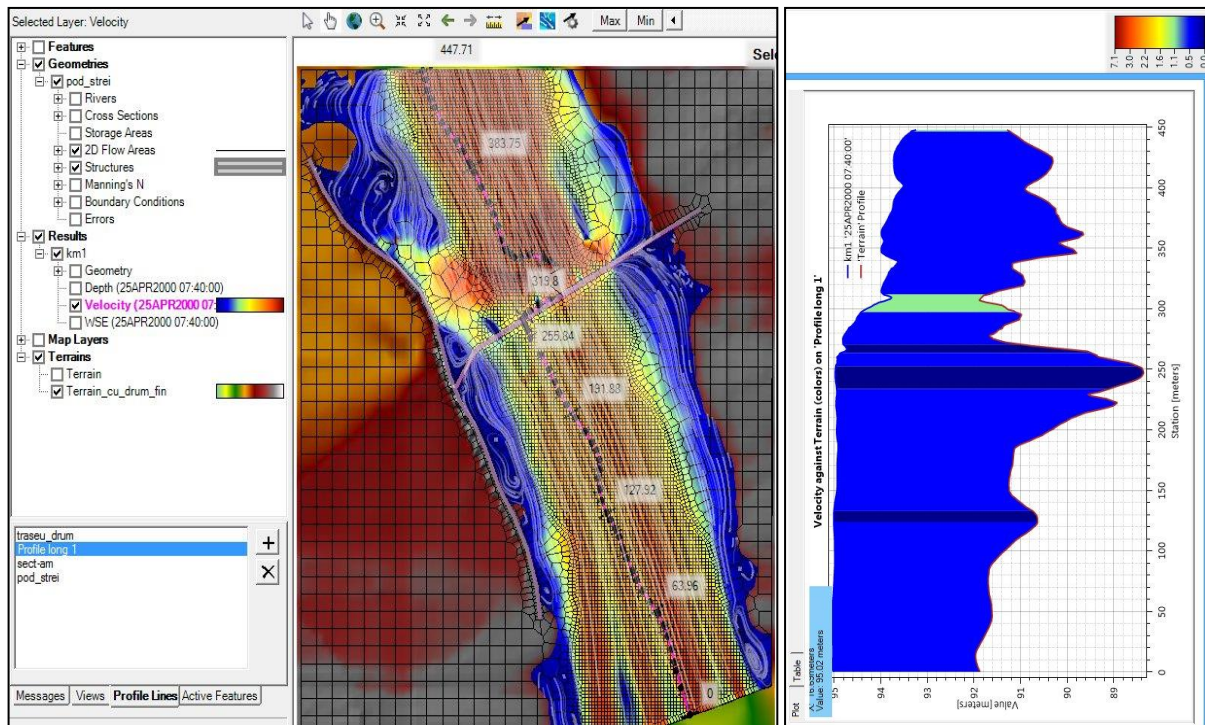 Selected Layer: Velocity
Features
Geometries
pod_strei
Rivers
Cross Sections
Storage Areas
2D Flow Areas
Structures
Manning's N
Boundary Conditions
Errors
Results
km1
Geometry
Depth (25APR2000 07:40:00)
Velocity (25APR2000 07:
WSE (25APR2000 07:40:00)
Map Layers
Terrains
Terrain
Terrain_cu_drum_fin
traseu_drum
Profile long 1
sect-am
pod_strei
Messages Views Profile Lines Active Features
Max Min
447.71
Sele
383.75
319.8
255.84
191.88
127.92
63.96
0
7.1 3.0 2.2 1.6 1.1 0.5 0.0
Velocity against Terrain (colors) on 'Profile long 1'
km1 '25APR2000 07:40:00'
'Terrain' Profile
0 50 100 150 200 250 300 350 400 450
Station [meters]
95 94 93 92 91 90 89
Value [meters]
Plot Table
Value: 95.02 meters